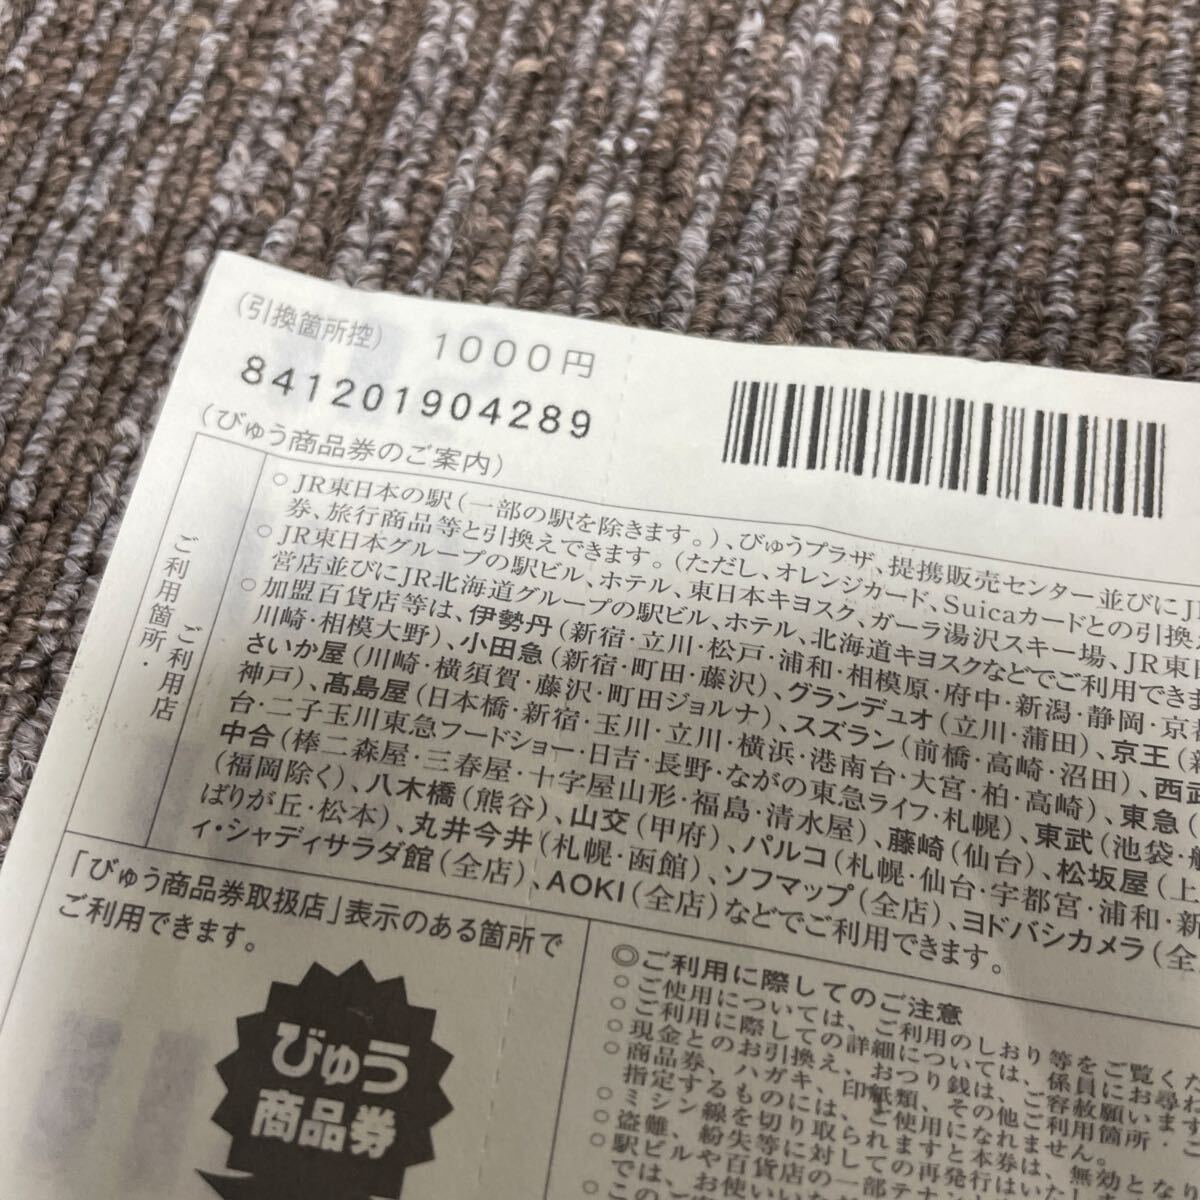 (引換箇所控) 1000円
841201904289
(びゅう商品券のご案内)
ご利用箇所・
ご利用店
○JR東日本の駅(一部の駅を除きます。)、びゅうプラザ、提携販売センター並びにJ
券、旅行商品等と引換えできます。(ただし、オレンジカード、Suicaカードとの引換
○JR東日本グループの駅ビル、ホテル、東日本キヨスク、ガーラ湯沢スキー場、JR東
営店並びにJR北海道グループの駅ビル、ホテル、北海道キヨスクなどでご利用できま
○加盟百貨店等は、伊勢丹(新宿・立川・松戸・浦和・相模原・府中・新潟・静岡・京都
川崎・相模大野)、小田急(新宿・町田・藤沢)、グランデュオ(立川・蒲田)、京王(新
さいか屋(川崎・横須賀・藤沢・町田ジョルナ)、スズラン(前橋・高崎・沼田)、西武
神戸)、髙島屋(日本橋・新宿・玉川・立川・横浜・港南台・大宮・柏・高崎)、東急(
台・二子玉川東急フードショー・日吉・長野・ながの東急ライフ・札幌)、東武(池袋・船
中合(棒二森屋・三春屋・十字屋山形・福島・清水屋)、藤崎(仙台)、松坂屋(上
(福岡除く)、八木橋(熊谷)、山交(甲府)、パルコ(札幌・仙台・宇都宮・浦和・新
ばりが丘・松本)、丸井今井(札幌・函館)、ソフマップ(全店)、ヨドバシカメラ(全
ィ・シャディサラダ館(全店)、AOKI(全店)などでご利用できます。
「びゅう商品券取扱店」表示のある箇所で
ご利用できます。
びゅう
商品券
◎ご利用に際してのご注意
○ご使用については、ご利用のしおり等をご覧くだ
○ご利用に際しての詳細については、係員にお尋ね
○現金とのお引換え、おつり銭は、ご容赦願います
○商品券、ハガキ、印紙類、その他ご利用箇所・ご
指定するものには、ご使用になれません。
○ミシン線を切り取られますと本券は、無効となり
○盗難、紛失等に対しての再発行はいた
○駅ビルや百貨店の一部テナ
では、お使いいた
○この